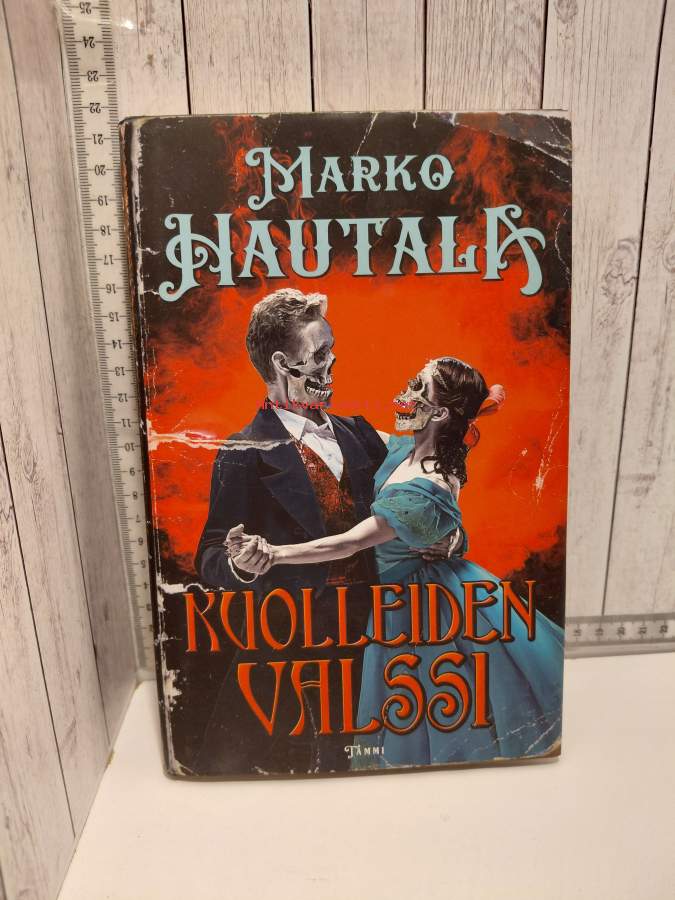 MARKO
HAUTALA
KUOLLEIDEN
VALSSI
TAMMI